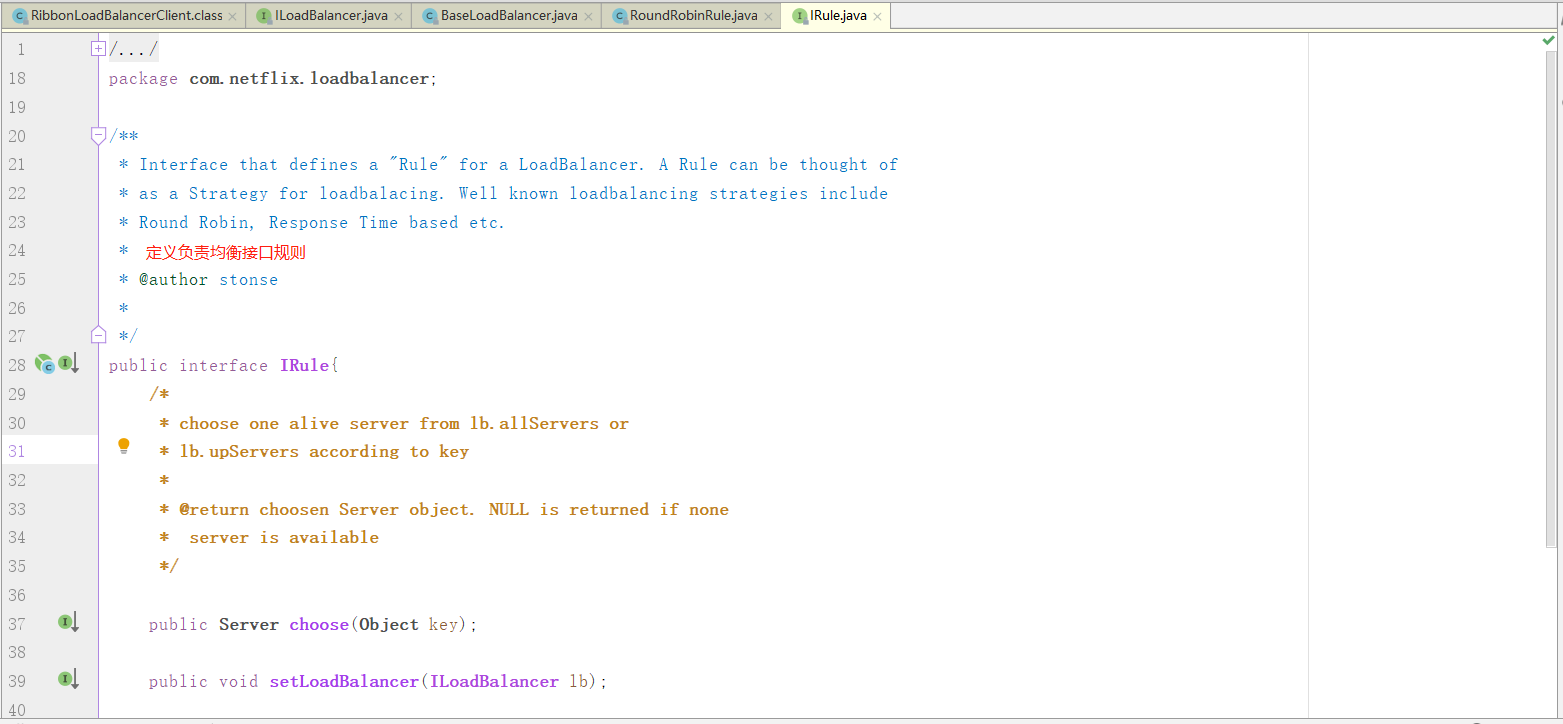 RibbonLoadBalancerClient.class ILoadBalancer.java BaseLoadBalancer.java RoundRobinRule.java IRule.java
1 /.../
18 package com.netflix.loadbalancer;
19
20 /**
21 * Interface that defines a "Rule" for a LoadBalancer. A Rule can be thought of
22 * as a Strategy for loadbalacing. Well known loadbalancing strategies include
23 * Round Robin, Response Time based etc.
24 * 定义负责均衡接口规则
25 * @author stonse
26 *
27 */
28 public interface IRule{
29 /*
30 * choose one alive server from lb.allServers or
31 * lb.upServers according to key
32 *
33 * @return choosen Server object. NULL is returned if none
34 * server is available
35 */
36
37 public Server choose(Object key);
38
39 public void setLoadBalancer(ILoadBalancer lb);
40